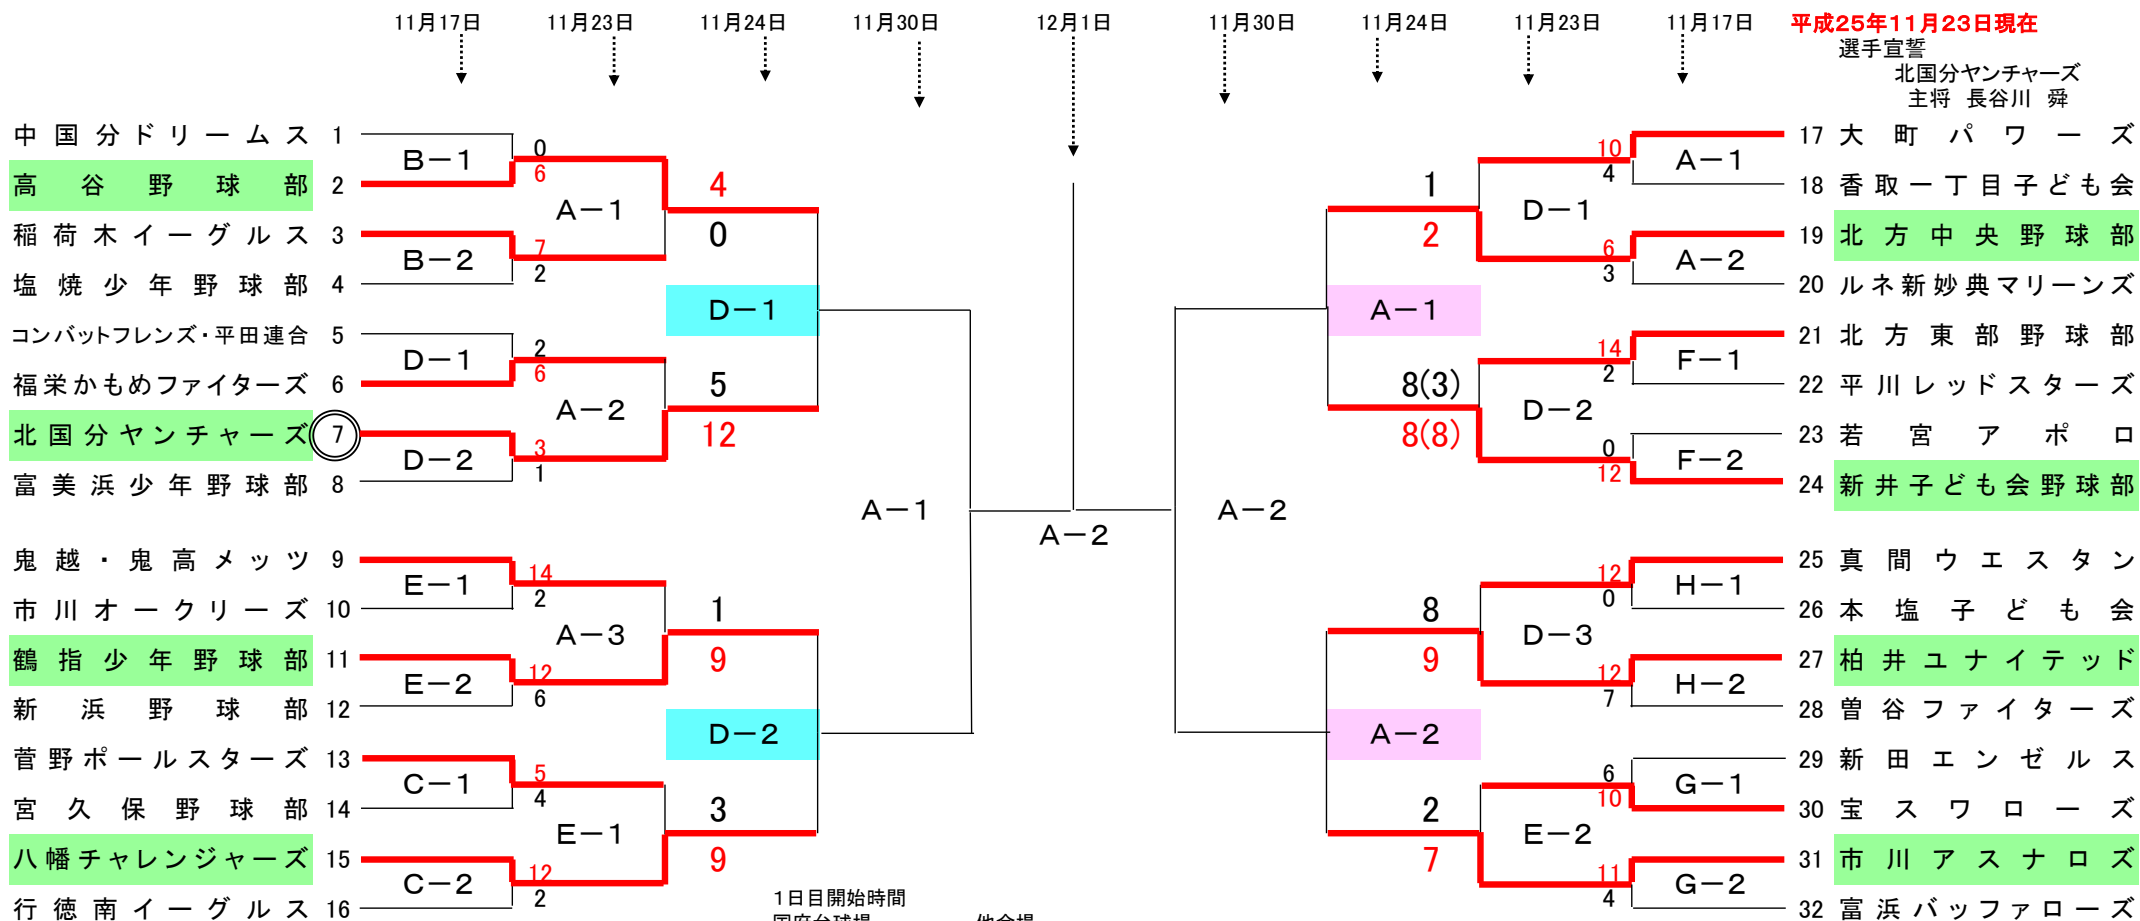 11月17日 11月23日 11月24日 11月30日 12月1日 11月30日 11月24日 11月23日 11月17日 平成25年11月23日現在
選手宣誓
北国分ヤンチャーズ
主将 長谷川 舜
中国分ドリームス 1
高谷野球部 2
稲荷木イーグルス 3
塩焼少年野球部 4
コンバットフレンズ・平田連合 5
福栄かもめファイターズ 6
北国分ヤンチャーズ 7
富美浜少年野球部 8
鬼越・鬼高メッツ 9
市川オークリーズ 10
鶴指少年野球部 11
新浜野球部 12
菅野ポールスターズ 13
宮久保野球部 14
八幡チャレンジャーズ 15
行徳南イーグルス 16
B-1
B-2
D-1
D-2
E-1
E-2
C-1
C-2
0
6
7
2
2
6
3
1
14
2
12
6
5
4
12
2
A-1
A-2
A-3
E-1
4
0
5
12
1
9
3
9
D-1
D-2
A-1
A-2
A-2
A-1
A-2
1
2
8(3)
8(8)
8
9
2
7
D-1
D-2
D-3
E-2
10
4
6
3
14
2
0
12
12
0
12
7
6
10
11
4
A-1
A-2
F-1
F-2
H-1
H-2
G-1
G-2
17 大町パワーズ
18 香取一丁目子ども会
19 北方中央野球部
20 ルネ新妙典マリーンズ
21 北方東部野球部
22 平川レッドスターズ
23 若宮アポロ
24 新井子ども会野球部
25 真間ウエスタン
26 本塩子ども会
27 柏井ユナイテッド
28 曽谷ファイターズ
29 新田エンゼルス
30 宝スワローズ
31 市川アスナロズ
32 富浜バッファローズ
1日目開始時間
国府台球場 他会場